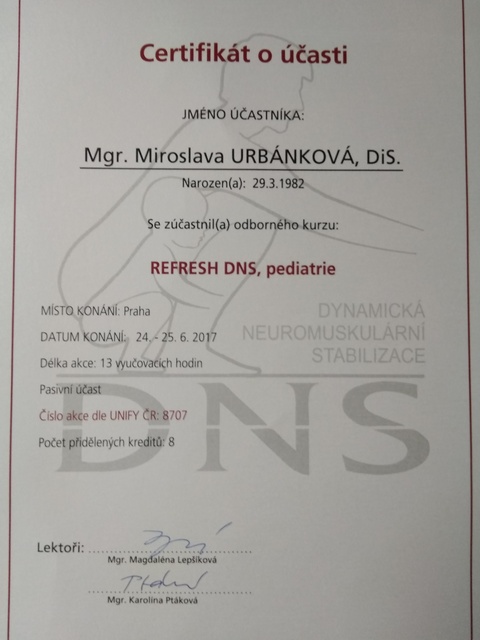 Certifikát o účasti
JMÉNO ÚČASTNÍKA:
Mgr. Miroslava URBÁNKOVÁ, DiS.
Narozen(a): 29.3.1982
Se zúčastnil(a) odborného kurzu:
REFRESH DNS, pediatrie
MÍSTO KONÁNÍ: Praha
DATUM KONÁNÍ: 24. - 25. 6. 2017
Délka akce: 13 vyučovacích hodin
Pasivní účast
Číslo akce dle UNIFY ČR: 8707
Počet přidělených kreditů: 8
DYNAMICKÁ
NEUROMUSKULÁRNÍ
STABILIZACE
DNS
Lektoři:
Mgr. Magdaléna Lepšíková
Mgr. Karolína Ptáková